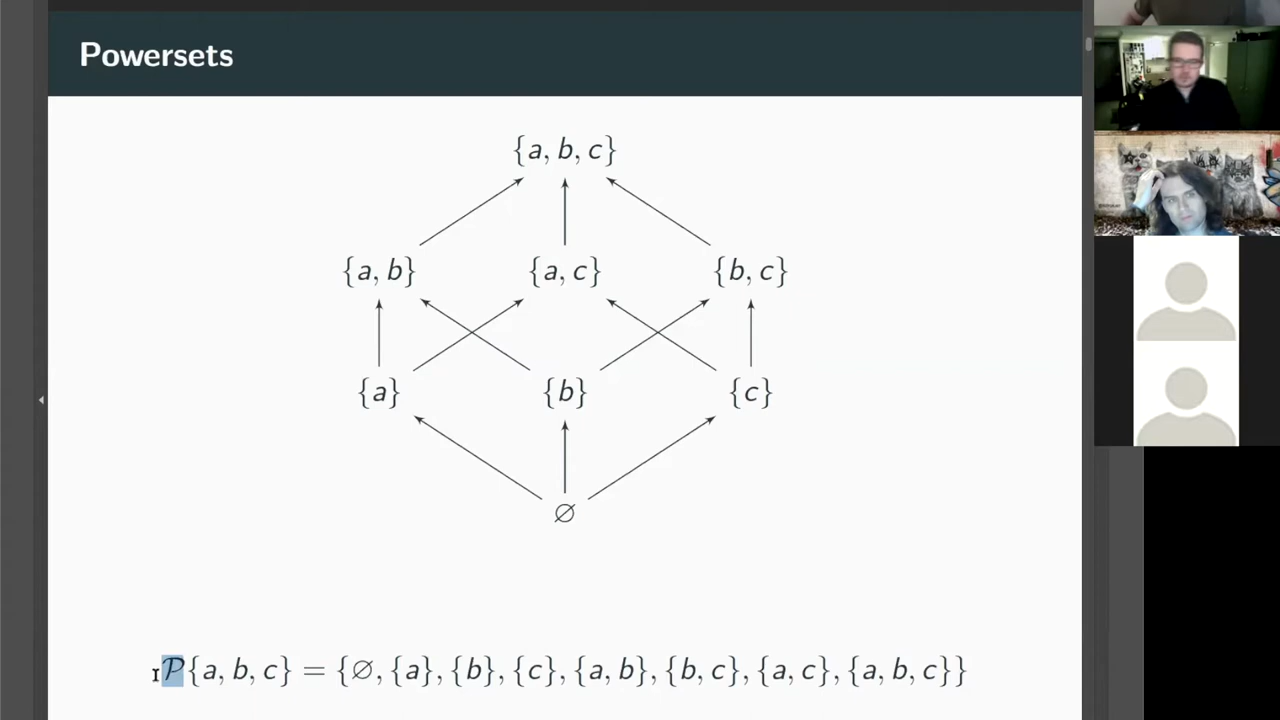 Powersets
{a, b, c}
{a, b} {a, c} {b, c}
{a} {b} {c}
∅
𝒫{a, b, c} = {∅, {a}, {b}, {c}, {a, b}, {b, c}, {a, c}, {a, b, c}}